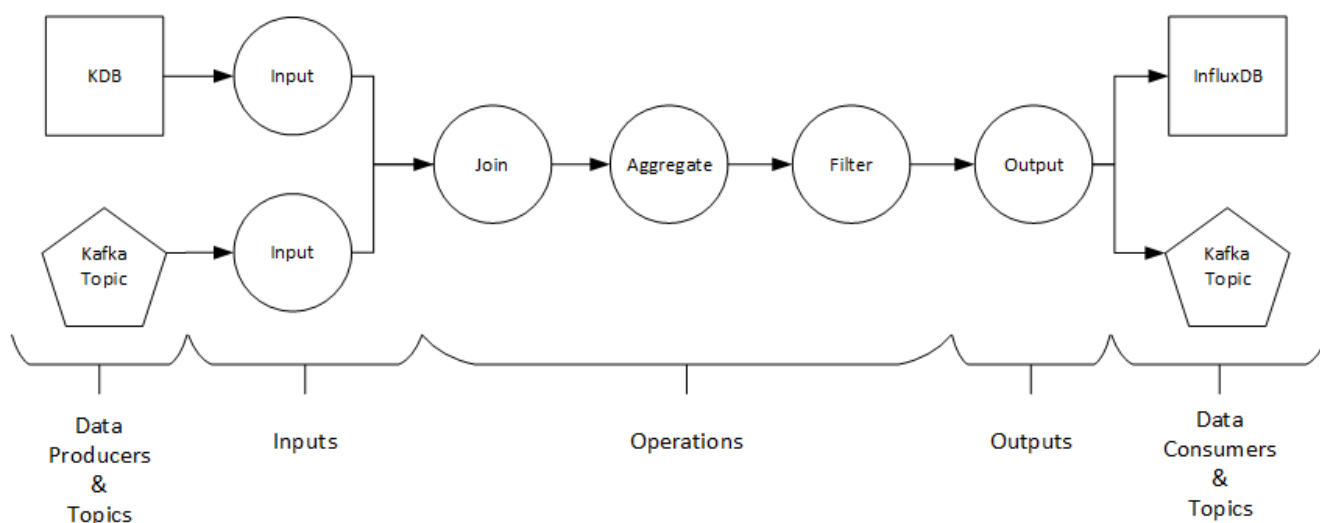 KDB
Input
InfluxDB
Join
Aggregate
Filter
Output
Kafka
Topic
Input
Kafka
Topic
Data
Producers
&
Topics
Inputs
Operations
Outputs
Data
Consumers
&
Topics